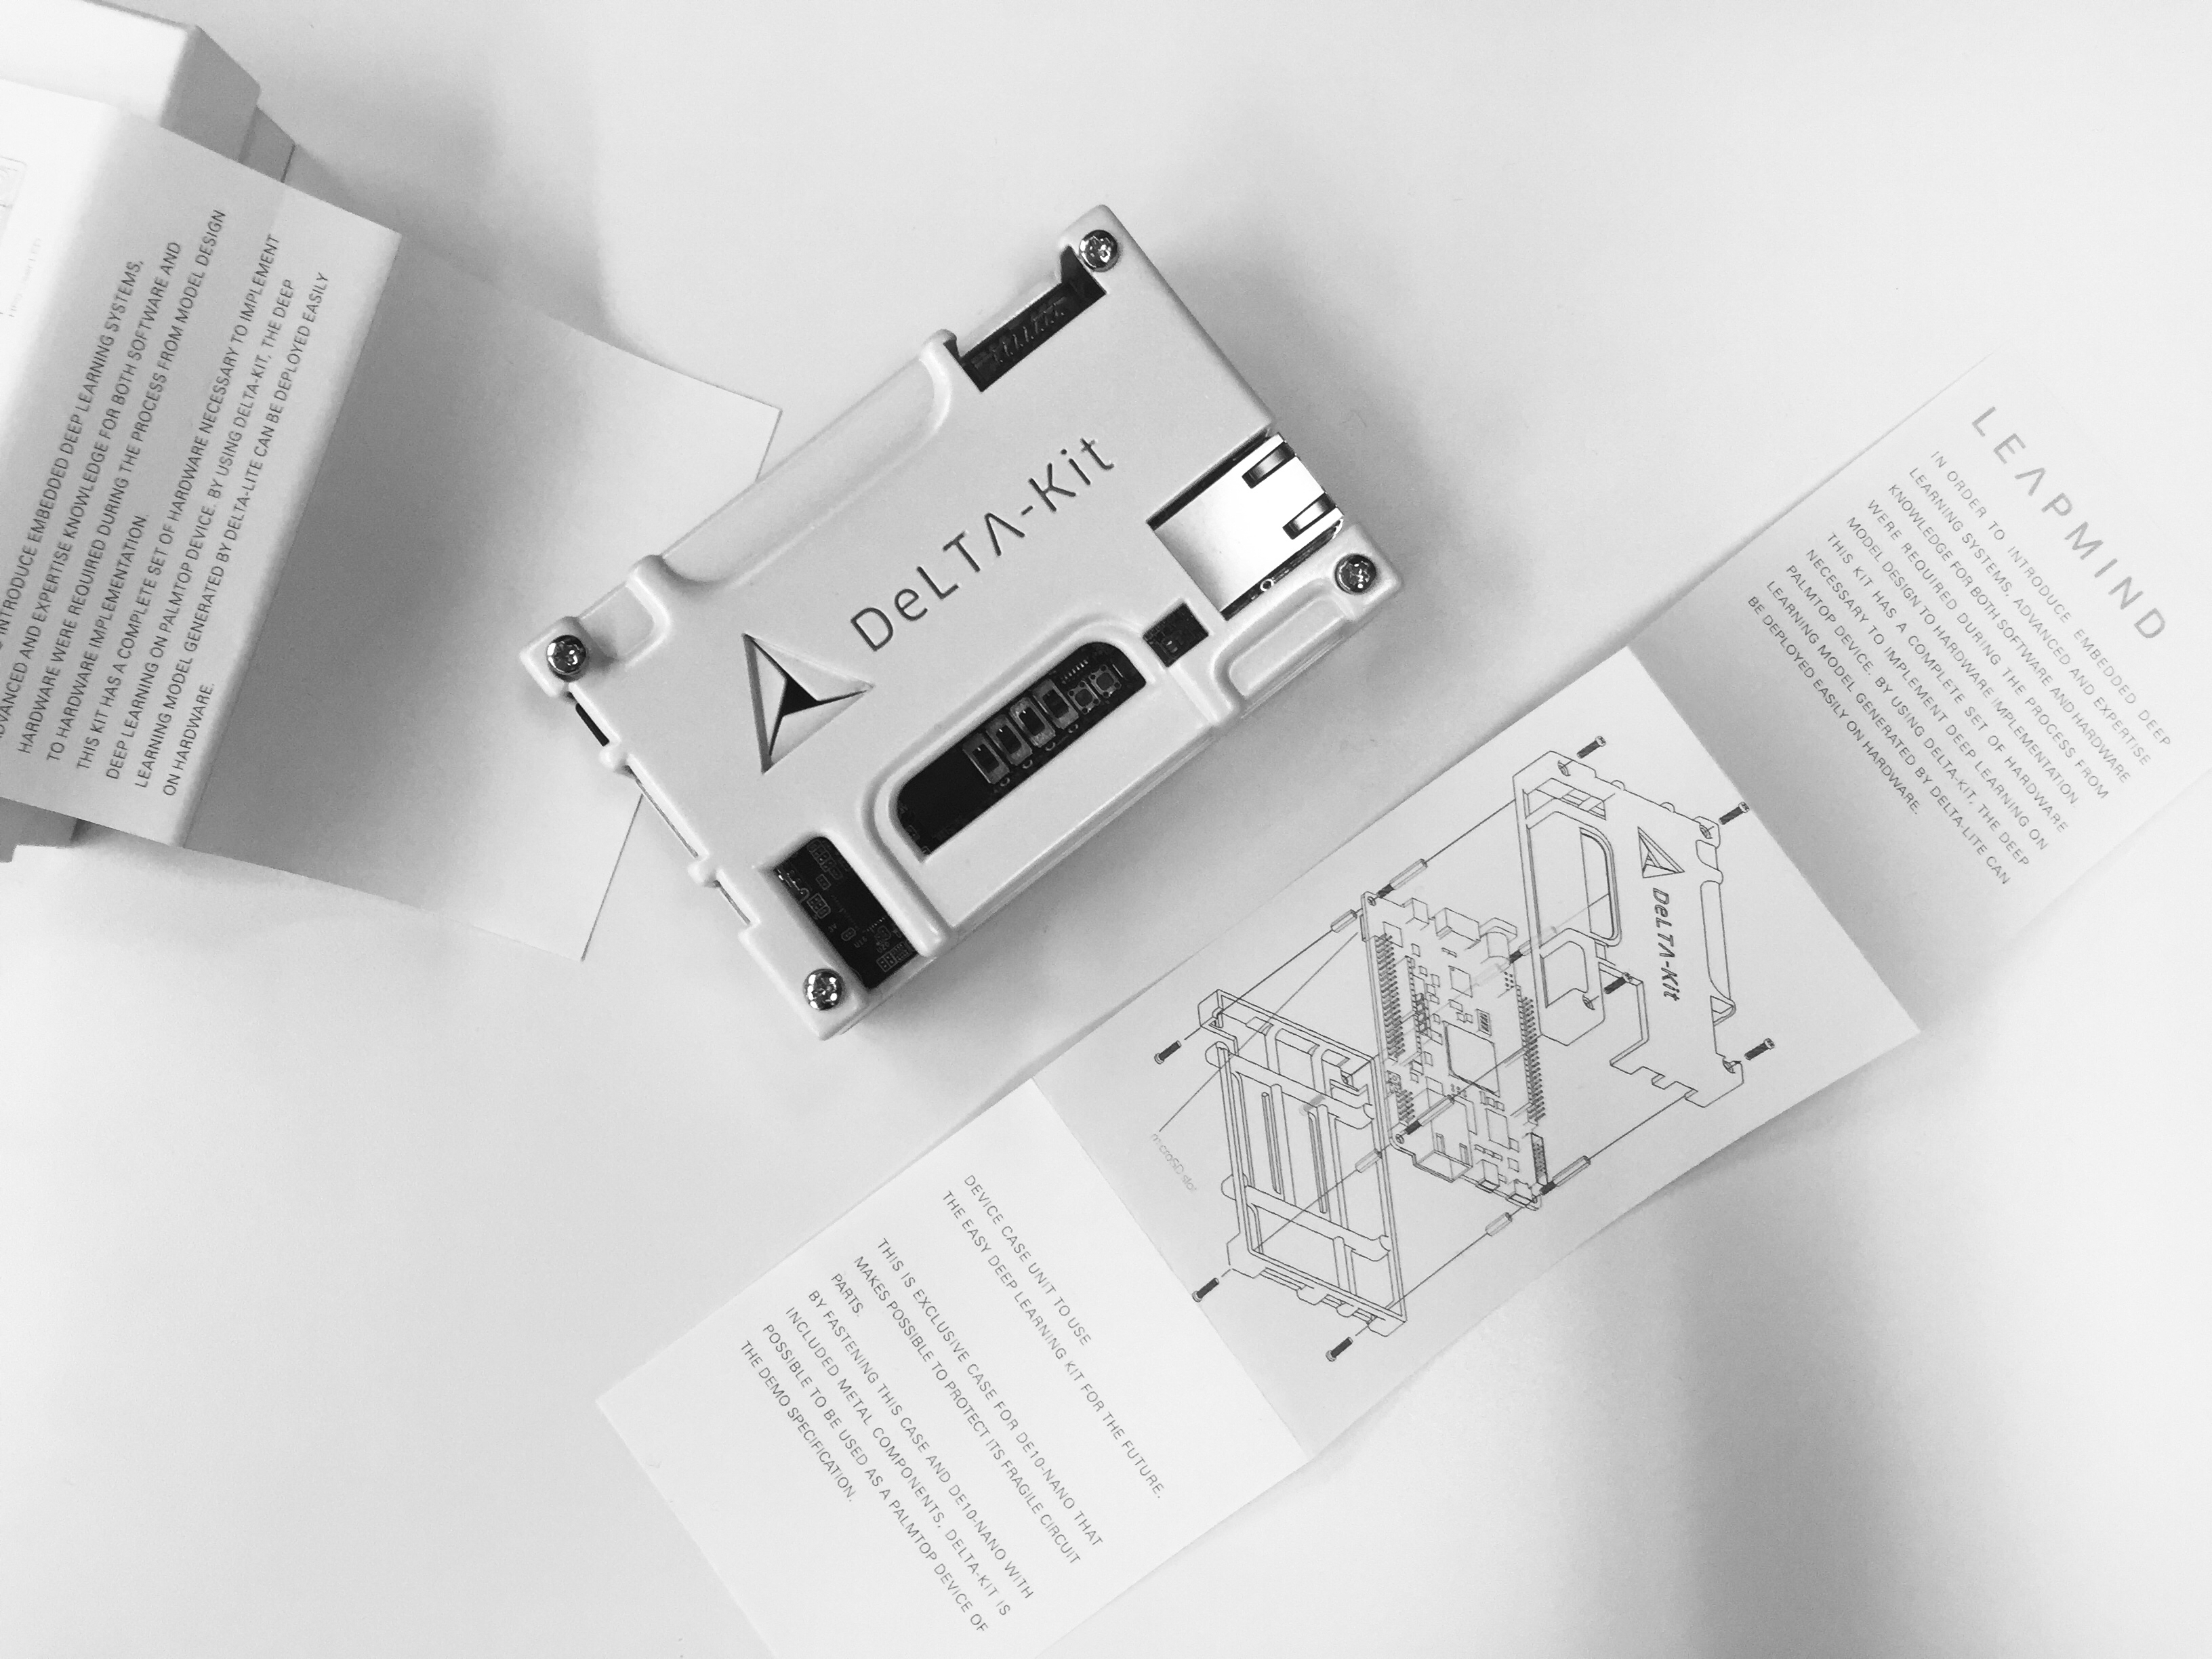 INTRODUCE EMBEDDED DEEP LEARNING SYSTEMS,
ADVANCED AND EXPERTISE KNOWLEDGE FOR BOTH SOFTWARE AND
HARDWARE WERE REQUIRED DURING THE PROCESS FROM MODEL DESIGN
TO HARDWARE IMPLEMENTATION.
THIS KIT HAS A COMPLETE SET OF HARDWARE NECESSARY TO IMPLEMENT
DEEP LEARNING ON PALMTOP DEVICE. BY USING DELTA-KIT, THE DEEP
LEARNING MODEL GENERATED BY DELTA-LITE CAN BE DEPLOYED EASILY
ON HARDWARE.
DeLTA-Kit
LEAPMIND
IN ORDER TO INTRODUCE EMBEDDED DEEP
LEARNING SYSTEMS, ADVANCED AND EXPERTISE
KNOWLEDGE FOR BOTH SOFTWARE AND HARDWARE
WERE REQUIRED DURING THE PROCESS FROM
MODEL DESIGN TO HARDWARE IMPLEMENTATION.
THIS KIT HAS A COMPLETE SET OF HARDWARE
NECESSARY TO IMPLEMENT DEEP LEARNING ON
PALMTOP DEVICE. BY USING DELTA-KIT, THE DEEP
LEARNING MODEL GENERATED BY DELTA-LITE CAN
BE DEPLOYED EASILY ON HARDWARE.
DeLTA-Kit
microSD slot
DEVICE CASE UNIT TO USE
THE EASY DEEP LEARNING KIT FOR THE FUTURE.
THIS IS EXCLUSIVE CASE FOR DE10-NANO THAT
MAKES POSSIBLE TO PROTECT ITS FRAGILE CIRCUIT
PARTS.
BY FASTENING THIS CASE AND DE10-NANO WITH
INCLUDED METAL COMPONENTS, DELTA-KIT IS
POSSIBLE TO BE USED AS A PALMTOP DEVICE OF
THE DEMO SPECIFICATION.